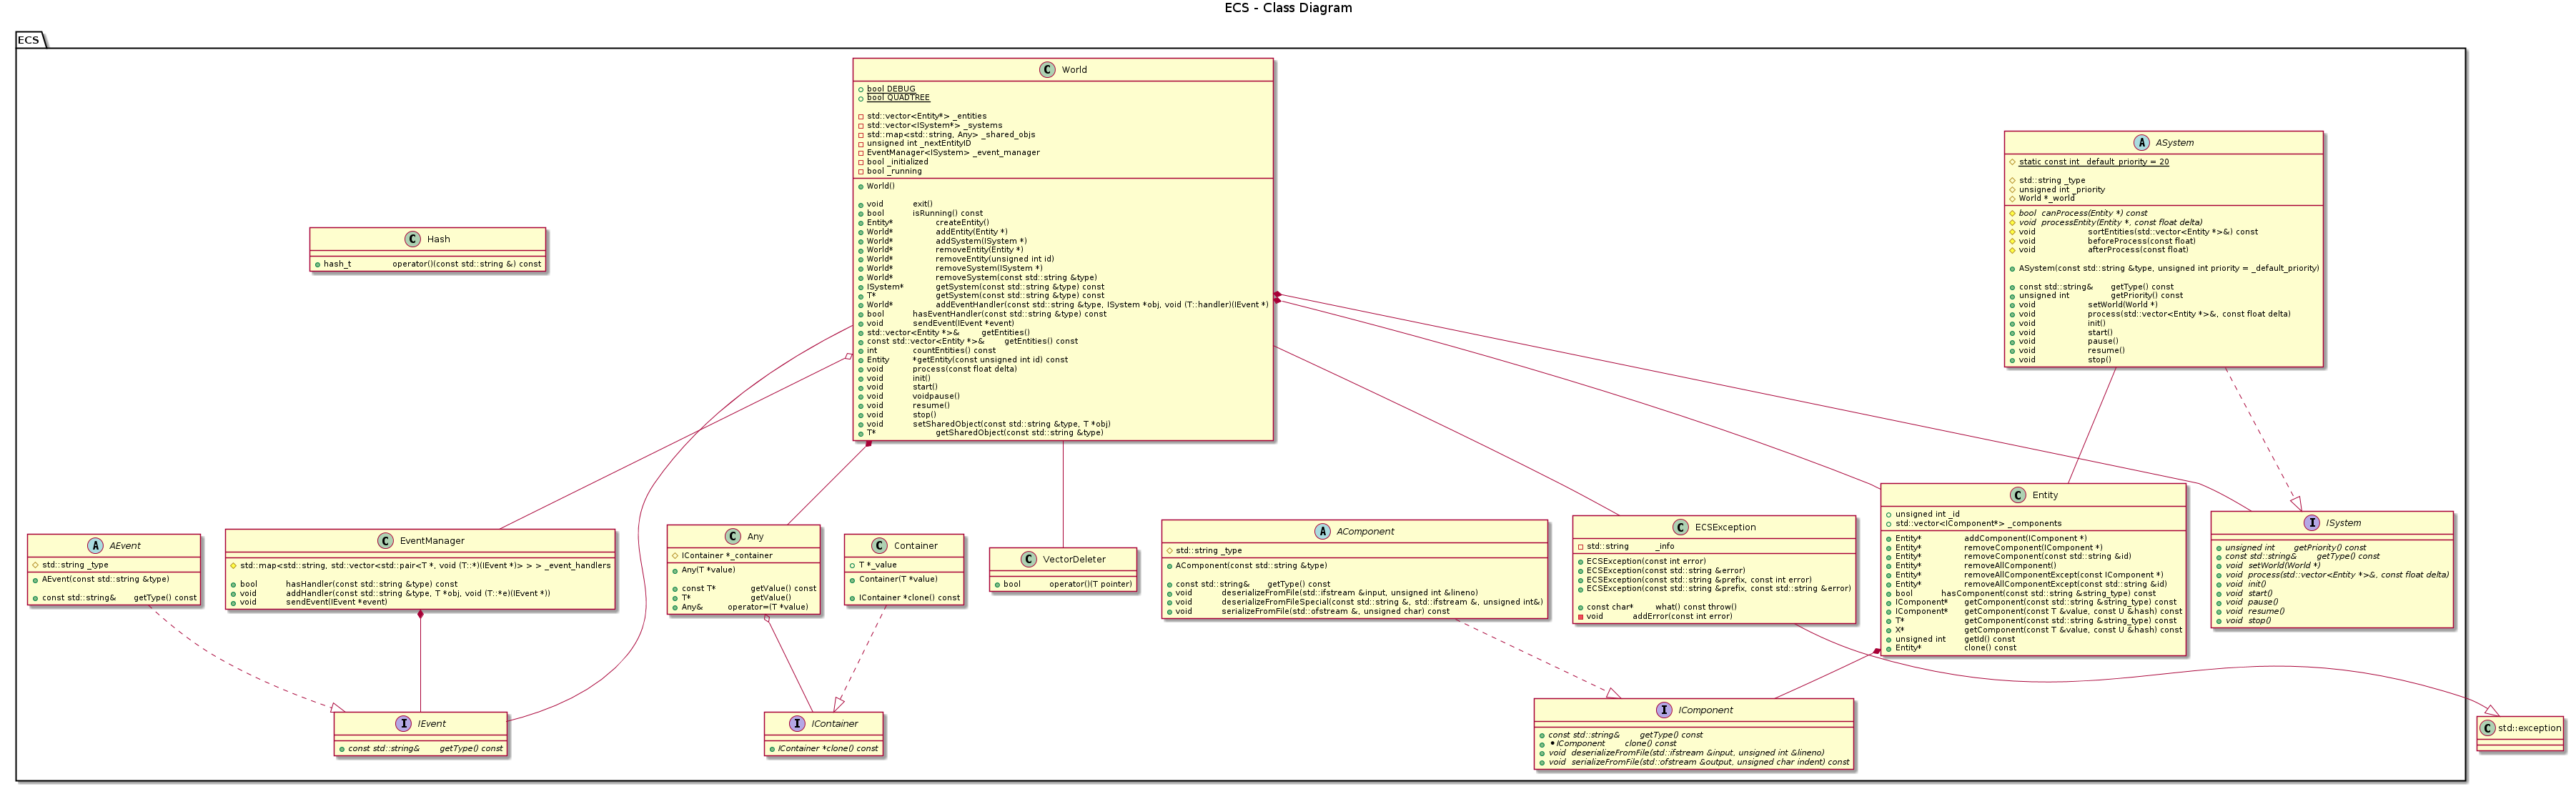 ECS - Class Diagram
ECS
World
bool DEBUG
bool QUADTREE
std::vector<Entity*> _entities
std::vector<ISystem*> _systems
std::map<std::string, Any> _shared_objs
unsigned int _nextEntityID
EventManager<ISystem> _event_manager
bool _initialized
bool _running
World()
void exit()
bool isRunning() const
Entity* createEntity()
World* addEntity(Entity *)
World* addSystem(ISystem *)
World* removeEntity(Entity *)
World* removeEntity(unsigned int id)
World* removeSystem(ISystem *)
World* removeSystem(const std::string &type)
ISystem* getSystem(const std::string &type) const
T* getSystem(const std::string &type) const
World* addEventHandler(const std::string &type, ISystem *obj, void (T::handler)(IEvent *)
bool hasEventHandler(const std::string &type) const
void sendEvent(IEvent *event)
std::vector<Entity *>& getEntities()
const std::vector<Entity *>& getEntities() const
int countEntities() const
Entity *getEntity(const unsigned int id) const
void process(const float delta)
void init()
void start()
void voidpause()
void resume()
void stop()
void setSharedObject(const std::string &type, T *obj)
T* getSharedObject(const std::string &type)
ASystem
static const int _default_priority = 20
std::string _type
unsigned int _priority
World *_world
bool canProcess(Entity *) const
void processEntity(Entity *, const float delta)
void sortEntities(std::vector<Entity *>&) const
void beforeProcess(const float)
void afterProcess(const float)
ASystem(const std::string &type, unsigned int priority = _default_priority)
const std::string& getType() const
unsigned int getPriority() const
void setWorld(World *)
void process(std::vector<Entity *>&, const float delta)
void init()
void start()
void pause()
void resume()
void stop()
Hash
hash_t operator()(const std::string &) const
AEvent
std::string _type
AEvent(const std::string &type)
const std::string& getType() const
EventManager
std::map<std::string, std::vector<std::pair<T *, void (T::*)(IEvent *)> > > _event_handlers
bool hasHandler(const std::string &type) const
void addHandler(const std::string &type, T *obj, void (T::*e)(IEvent *))
void sendEvent(IEvent *event)
Any
IContainer *_container
Any(T *value)
const T* getValue() const
T* getValue()
Any& operator=(T *value)
Container
T *_value
Container(T *value)
IContainer *clone() const
VectorDeleter
bool operator()(T pointer)
AComponent
std::string _type
AComponent(const std::string &type)
const std::string& getType() const
void deserializeFromFile(std::ifstream &input, unsigned int &lineno)
void deserializeFromFileSpecial(const std::string &, std::ifstream &, unsigned int&)
void serializeFromFile(std::ofstream &, unsigned char) const
ECSException
std::string _info
ECSException(const int error)
ECSException(const std::string &error)
ECSException(const std::string &prefix, const int error)
ECSException(const std::string &prefix, const std::string &error)
const char* what() const throw()
void addError(const int error)
Entity
unsigned int _id
std::vector<IComponent*> _components
Entity* addComponent(IComponent *)
Entity* removeComponent(IComponent *)
Entity* removeComponent(const std::string &id)
Entity* removeAllComponent()
Entity* removeAllComponentExcept(const IComponent *)
Entity* removeAllComponentExcept(const std::string &id)
bool hasComponent(const std::string &string_type) const
IComponent* getComponent(const std::string &string_type) const
IComponent* getComponent(const T &value, const U &hash) const
T* getComponent(const std::string &string_type) const
X* getComponent(const T &value, const U &hash) const
unsigned int getId() const
Entity* clone() const
ISystem
unsigned int getPriority() const
const std::string& getType() const
void setWorld(World *)
void process(std::vector<Entity *>&, const float delta)
void init()
void start()
void pause()
void resume()
void stop()
IEvent
const std::string& getType() const
IContainer
IContainer *clone() const
IComponent
const std::string& getType() const
*IComponent clone() const
void deserializeFromFile(std::ifstream &input, unsigned int &lineno)
void serializeFromFile(std::ofstream &output, unsigned char indent) const
std::exception